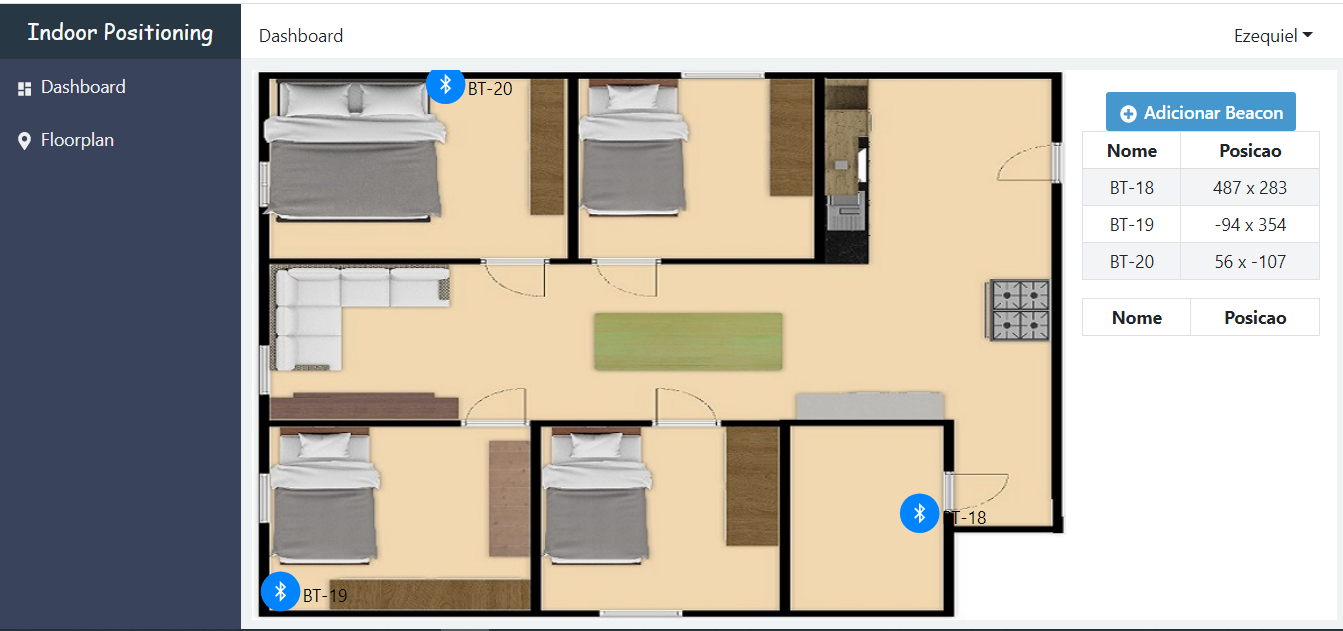 Indoor Positioning
Dashboard
Ezequiel
Dashboard
Floorplan
BT-20
BT-18
BT-19
Adicionar Beacon
Nome Posicao
BT-18 487 x 283
BT-19 -94 x 354
BT-20 56 x -107
Nome Posicao